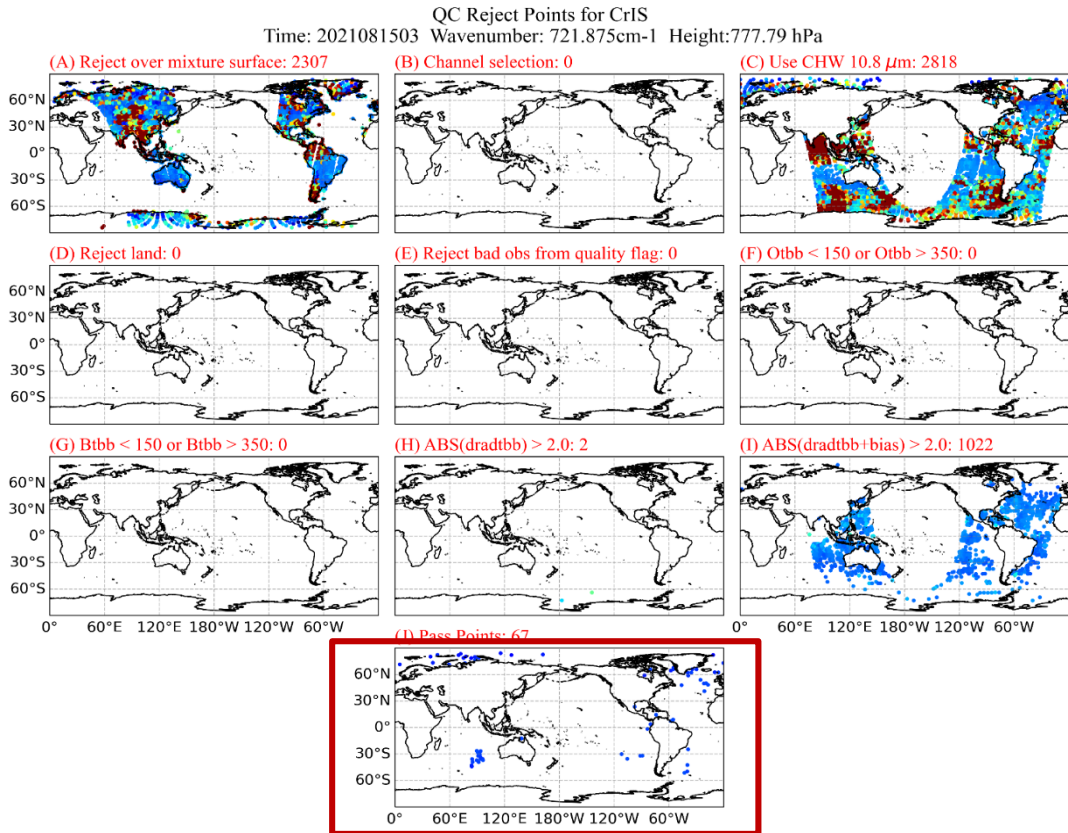 QC Reject Points for CrIS
Time: 2021081503 Wavenumber: 721.875cm-1 Height:777.79 hPa
(A) Reject over mixture surface: 2307
(B) Channel selection: 0
(C) Use CHW 10.8 μm: 2818
60°N
30°N
0°
30°S
60°S
(D) Reject land: 0
(E) Reject bad obs from quality flag: 0
(F) Otbb < 150 or Otbb > 350: 0
60°N
30°N
0°
30°S
60°S
(G) Btbb < 150 or Btbb > 350: 0
(H) ABS(dradtbb) > 2.0: 2
(I) ABS(dradtbb+bias) > 2.0: 1022
60°N
30°N
0°
30°S
60°S
0° 60°E 120°E 180°W 120°W 60°W
0° 60°E 120°E 180°W 120°W 60°W
(J) Pass Points: 67
60°N
30°N
0°
30°S
60°S
0° 60°E 120°E 180°W 120°W 60°W